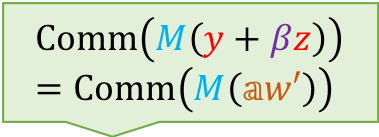 Comm(M(y + βz))
= Comm(M(𝕒w′))